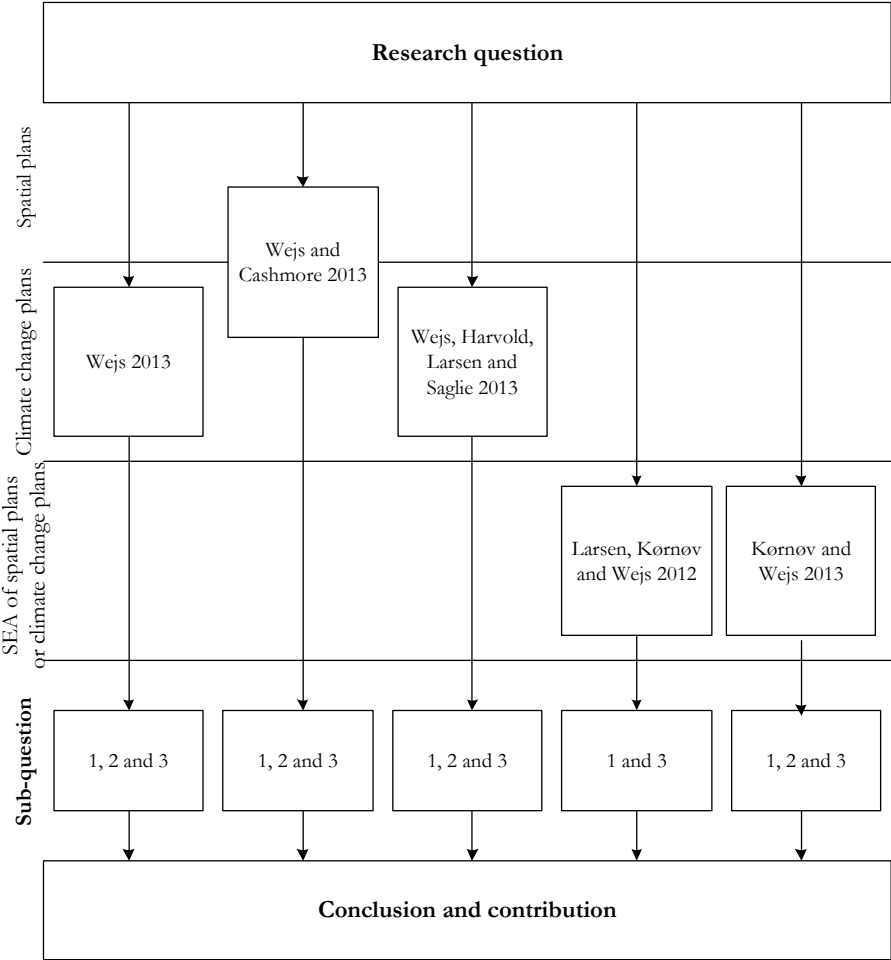 Research question
Spatial plans
Wejs and
Cashmore 2013
Climate change plans
Wejs 2013
Wejs, Harvold,
Larsen and
Saglie 2013
SEA of spatial plans
or climate change plans
Larsen, Kørnøv
and Wejs 2012
Kørnøv and
Wejs 2013
Sub-question
1, 2 and 3
1, 2 and 3
1, 2 and 3
1 and 3
1, 2 and 3
Conclusion and contribution